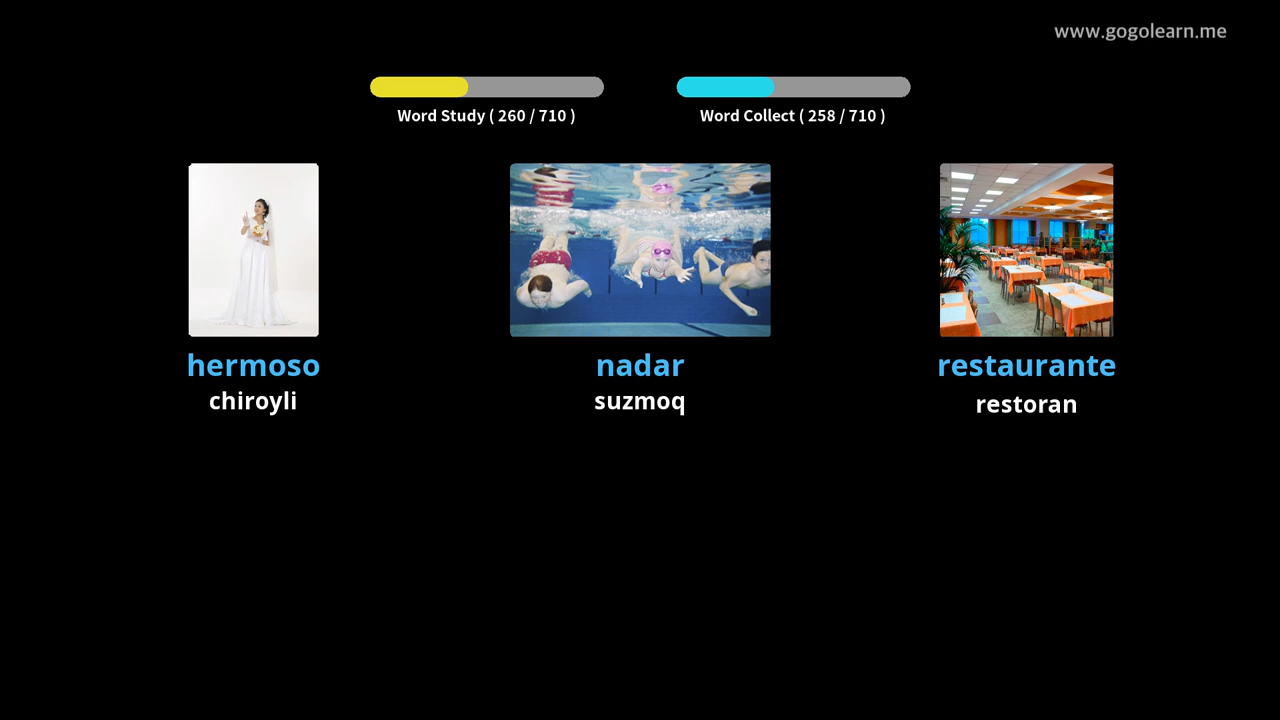 www.gogolearn.me
Word Study ( 260 / 710 )
Word Collect ( 258 / 710 )
hermoso
chiroyli
nadar
suzmoq
restaurante
restoran